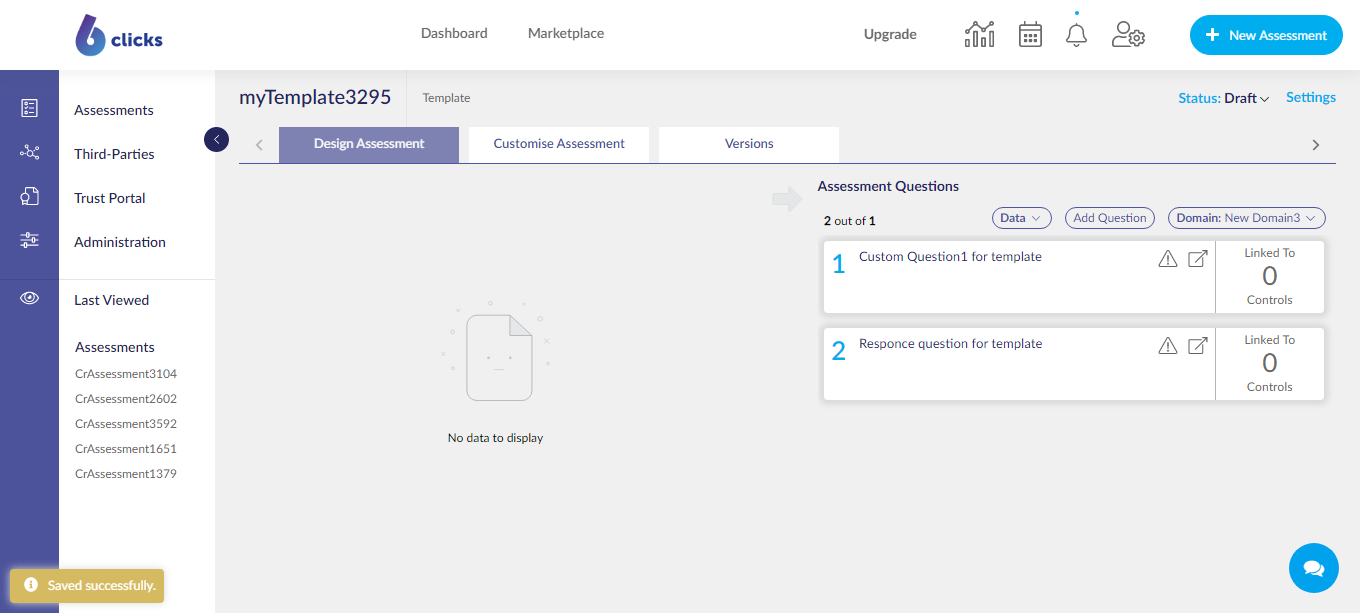 6clicks
Dashboard
Marketplace
Upgrade
+ New Assessment
Assessments
Third-Parties
Trust Portal
Administration
Last Viewed
Assessments
CrAssessment3104
CrAssessment2602
CrAssessment3592
CrAssessment1651
CrAssessment1379
myTemplate3295
Template
Status: Draft
Settings
Design Assessment
Customise Assessment
Versions
No data to display
Assessment Questions
2 out of 1
Data
Add Question
Domain: New Domain3
1
Custom Question1 for template
Linked To
0
Controls
2
Responce question for template
Linked To
0
Controls
Saved successfully.